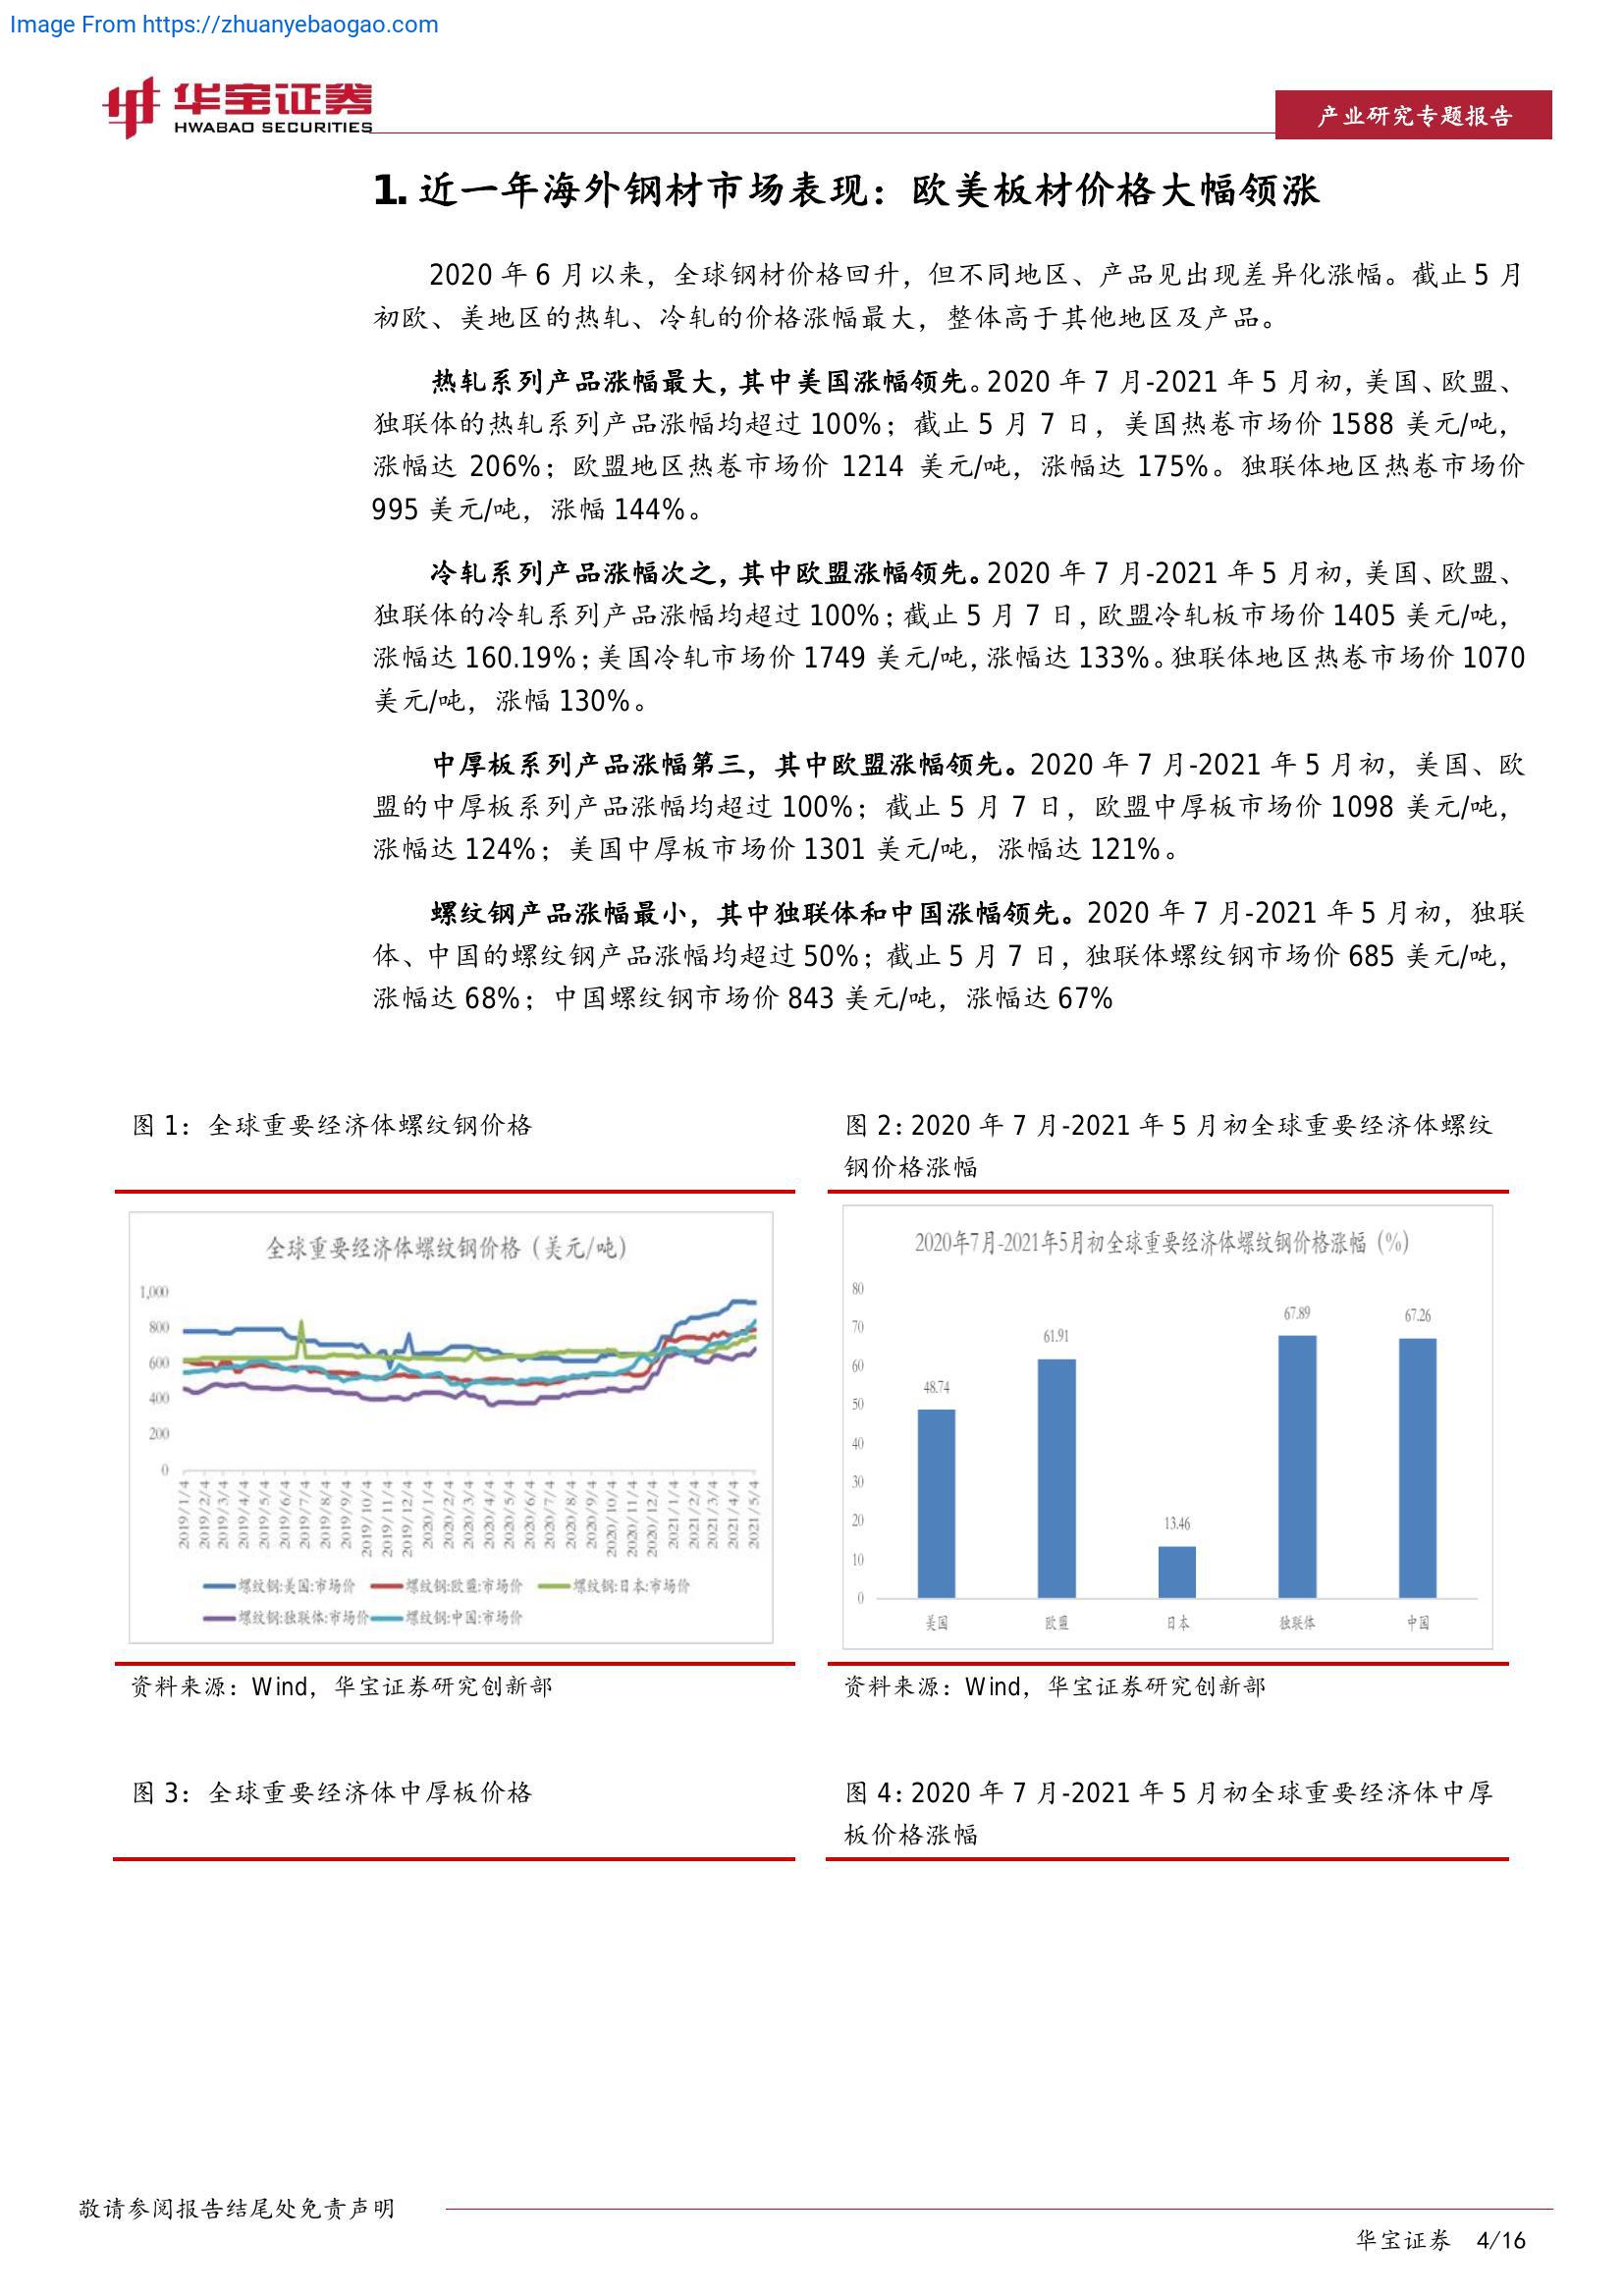 Image From https://zhuanyebaogao.com
华宝证券
HWABAO SECURITIES
产业研究专题报告
1. 近一年海外钢材市场表现：欧美板材价格大幅领涨
2020 年 6 月以来，全球钢材价格回升，但不同地区、产品见出现差异化涨幅。截止 5 月
初欧、美地区的热轧、冷轧的价格涨幅最大，整体高于其他地区及产品。
热轧系列产品涨幅最大，其中美国涨幅领先。2020 年 7 月-2021 年 5 月初，美国、欧盟、
独联体的热轧系列产品涨幅均超过 100%；截止 5 月 7 日，美国热卷市场价 1588 美元/吨，
涨幅达 206%；欧盟地区热卷市场价 1214 美元/吨，涨幅达 175%。独联体地区热卷市场价
995 美元/吨，涨幅 144%。
冷轧系列产品涨幅次之，其中欧盟涨幅领先。2020 年 7 月-2021 年 5 月初，美国、欧盟、
独联体的冷轧系列产品涨幅均超过 100%；截止 5 月 7 日，欧盟冷轧板市场价 1405 美元/吨，
涨幅达 160.19%；美国冷轧市场价 1749 美元/吨，涨幅达 133%。独联体地区热卷市场价 1070
美元/吨，涨幅 130%。
中厚板系列产品涨幅第三，其中欧盟涨幅领先。2020 年 7 月-2021 年 5 月初，美国、欧
盟的中厚板系列产品涨幅均超过 100%；截止 5 月 7 日，欧盟中厚板市场价 1098 美元/吨，
涨幅达 124%；美国中厚板市场价 1301 美元/吨，涨幅达 121%。
螺纹钢产品涨幅最小，其中独联体和中国涨幅领先。2020 年 7 月-2021 年 5 月初，独联
体、中国的螺纹钢产品涨幅均超过 50%；截止 5 月 7 日，独联体螺纹钢市场价 685 美元/吨，
涨幅达 68%；中国螺纹钢市场价 843 美元/吨，涨幅达 67%
图 1：全球重要经济体螺纹钢价格
全球重要经济体螺纹钢价格（美元/吨）
1,000
800
600
400
200
0
2019/1/4
2019/2/4
2019/3/4
2019/4/4
2019/5/4
2019/6/4
2019/7/4
2019/8/4
2019/9/4
2019/10/4
2019/11/4
2019/12/4
2020/1/4
2020/2/4
2020/3/4
2020/4/4
2020/5/4
2020/6/4
2020/7/4
2020/8/4
2020/9/4
2020/10/4
2020/11/4
2020/12/4
2021/1/4
2021/2/4
2021/3/4
2021/4/4
2021/5/4
螺纹钢:美国:市场价 螺纹钢:欧盟:市场价 螺纹钢:日本:市场价
螺纹钢:独联体:市场价 螺纹钢:中国:市场价
资料来源：Wind，华宝证券研究创新部
图 2：2020 年 7 月-2021 年 5 月初全球重要经济体螺纹
钢价格涨幅
2020年7月-2021年5月初全球重要经济体螺纹钢价格涨幅（%）
80
70
60
50
40
30
20
10
0
48.74
61.91
13.46
67.89
67.26
美国 欧盟 日本 独联体 中国
资料来源：Wind，华宝证券研究创新部
图 3：全球重要经济体中厚板价格
图 4：2020 年 7 月-2021 年 5 月初全球重要经济体中厚
板价格涨幅
敬请参阅报告结尾处免责声明
华宝证券 4/16